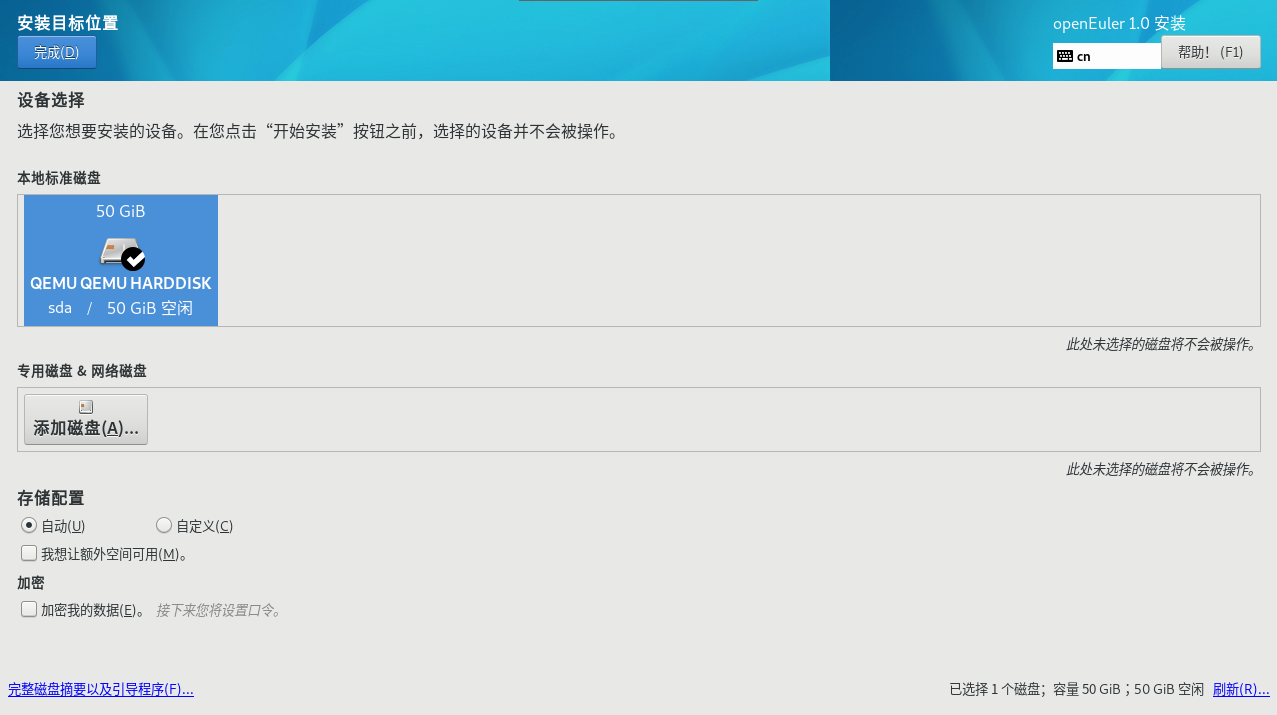 安装目标位置
openEuler 1.0 安装
完成(D)
cn
帮助! (F1)
设备选择
选择您想要安装的设备。在您点击“开始安装”按钮之前，选择的设备并不会被操作。
本地标准磁盘
50 GiB
QEMU QEMU HARDDISK
sda / 50 GiB 空闲
此处未选择的磁盘将不会被操作。
专用磁盘 & 网络磁盘
添加磁盘(A)...
此处未选择的磁盘将不会被操作。
存储配置
自动(U) 自定义(C)
我想让额外空间可用(M)。
加密
加密我的数据(E)。 接下来您将设置口令。
完整磁盘摘要以及引导程序(F)... 已选择 1 个磁盘；容量 50 GiB；50 GiB 空闲 刷新(R)...